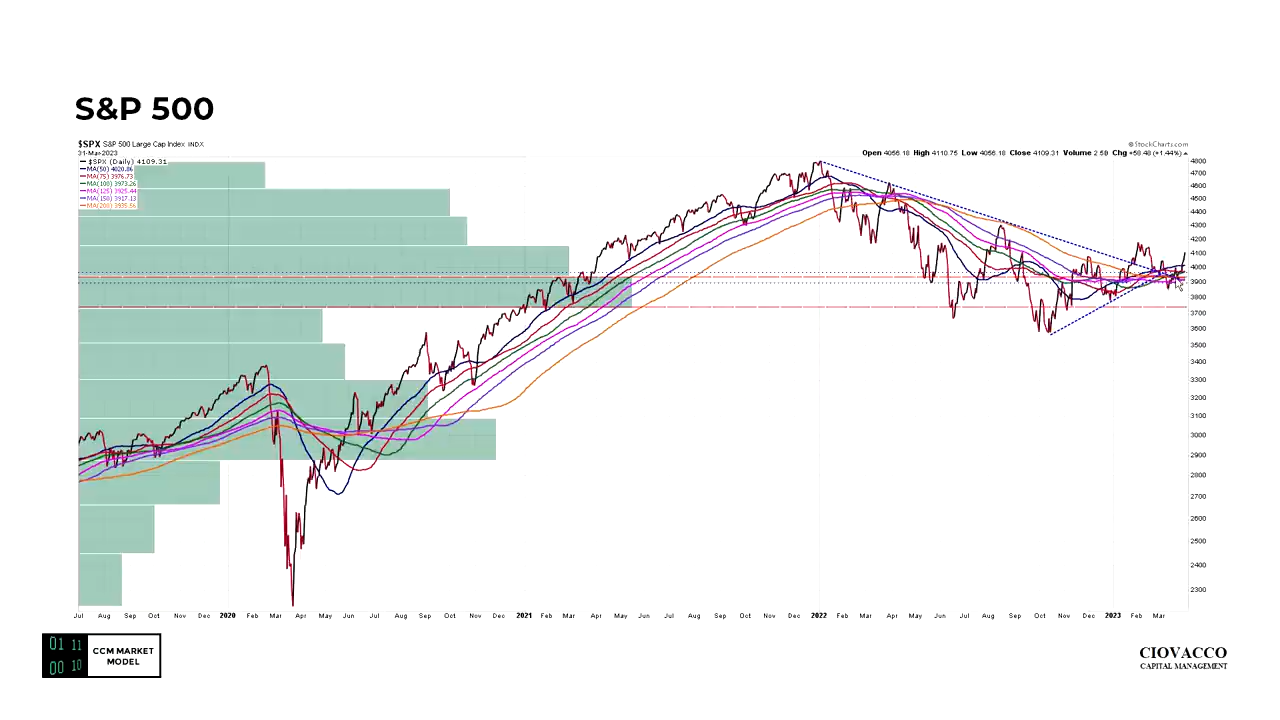 S&P 500
$SPX S&P 500 Large Cap Index INDX
© StockCharts.com
31-Mar-2023
Open 4056.18 High 4110.75 Low 4056.18 Close 4109.31 Volume 2.5B Chg +58.48 (+1.44%)
$SPX (Daily) 4109.31
MA(50) 4020.86
MA(75) 3976.73
MA(100) 3973.26
MA(125) 3925.44
MA(150) 3917.13
MA(200) 3935.56
4800
4700
4600
4500
4400
4300
4200
4100
4000
3900
3800
3700
3600
3500
3400
3300
3200
3100
3000
2900
2800
2700
2600
2500
2400
2300
Jul Aug Sep Oct Nov Dec 2020 Feb Mar Apr May Jun Jul Aug Sep Oct Nov Dec 2021 Feb Mar Apr May Jun Jul Aug Sep Oct Nov Dec 2022 Feb Mar Apr May Jun Jul Aug Sep Oct Nov Dec 2023 Feb Mar
01 11
00 10
CCM MARKET
MODEL
CIOVACCO
CAPITAL MANAGEMENT